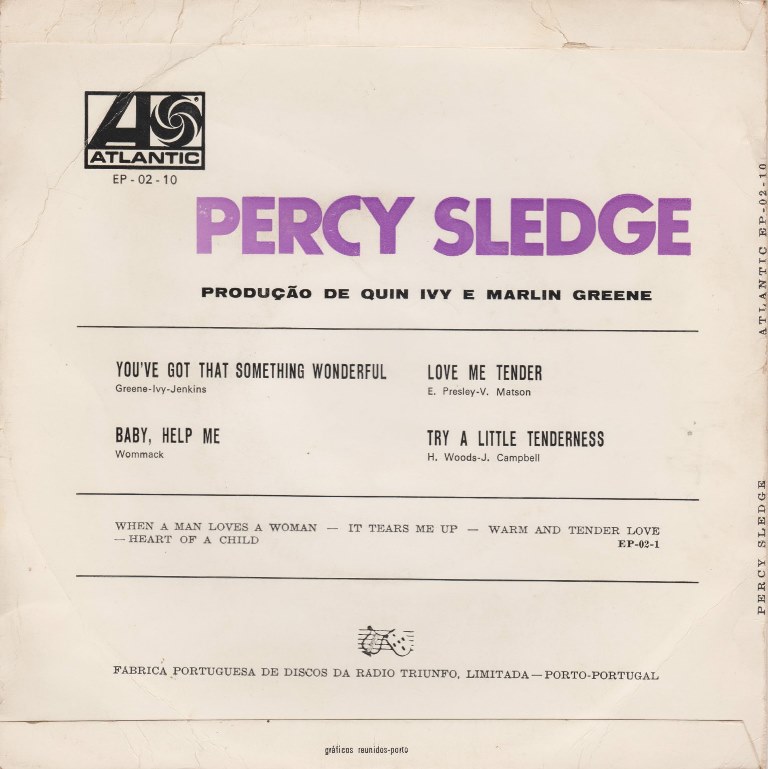 ATLANTIC
EP - 02 - 10
PERCY SLEDGE
PRODUÇÃO DE QUIN IVY E MARLIN GREENE
YOU'VE GOT THAT SOMETHING WONDERFUL
Greene-Ivy-Jenkins
BABY, HELP ME
Wommack
LOVE ME TENDER
E. Presley-V. Matson
TRY A LITTLE TENDERNESS
H. Woods-J. Campbell
WHEN A MAN LOVES A WOMAN — IT TEARS ME UP — WARM AND TENDER LOVE
— HEART OF A CHILD EP-02-1
FABRICA PORTUGUESA DE DISCOS DA RÁDIO TRIUNFO, LIMITADA—PORTO-PORTUGAL
gráficos reunidos-porto
PERCY SLEDGE ATLANTIC EP-02-10